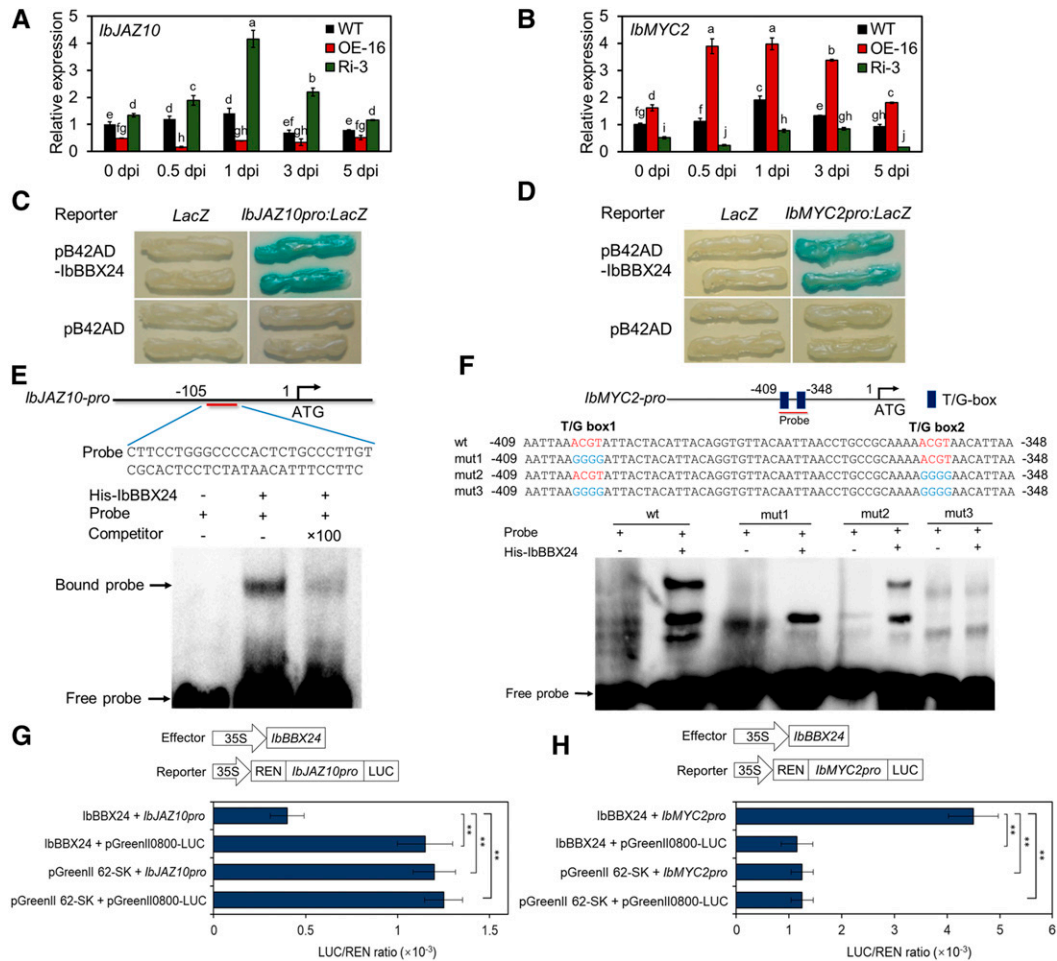 A
IbJAZ10
Relative expression
5
4
3
2
1
0
WT
OE-16
Ri-3
e fg d
d h c
d gh a
ef gh b
e fg d
0 dpi 0.5 dpi 1 dpi 3 dpi 5 dpi
B
IbMYC2
Relative expression
5
4
3
2
1
0
WT
OE-16
Ri-3
fg d i
f a j
c a h
e b gh
gh c j
0 dpi 0.5 dpi 1 dpi 3 dpi 5 dpi
C
Reporter LacZ IbJAZ10pro:LacZ
pB42AD
-IbBBX24
pB42AD
D
Reporter LacZ IbMYC2pro:LacZ
pB42AD
-IbBBX24
pB42AD
E
-105 1
IbJAZ10-pro
ATG
Probe CTTCCTGGGCCCCACTCTGCCCTTGT
CGCACTCCTCTATAACATTTCCTTC
His-IbBBX24 - + +
Probe + + +
Competitor - - ×100
Bound probe
Free probe
F
-409 -348 1
IbMYC2-pro
ATG
T/G-box
Probe
T/G box1 T/G box2
wt -409 AATTAAACGTATTACTACATTACAGGTGTTACAATTAACCTGCCGCAAAAACGTAACATTAA -348
mut1 -409 AATTAAGGGGATTACTACATTACAGGTGTTACAATTAACCTGCCGCAAAAACGTAACATTAA -348
mut2 -409 AATTAAACGTATTACTACATTACAGGTGTTACAATTAACCTGCCGCAAAAGGGGAACATTAA -348
mut3 -409 AATTAAGGGGATTACTACATTACAGGTGTTACAATTAACCTGCCGCAAAAGGGGAACATTAA -348
wt mut1 mut2 mut3
Probe + + + + + + + +
His-IbBBX24 - + - + - + - +
Free probe
G
Effector 35S IbBBX24
Reporter 35S REN IbJAZ10pro LUC
IbBBX24 + IbJAZ10pro
IbBBX24 + pGreenII0800-LUC
pGreenII 62-SK + IbJAZ10pro
pGreenII 62-SK + pGreenII0800-LUC
** ** **
0 0.5 1 1.5
LUC/REN ratio (×10-3)
H
Effector 35S IbBBX24
Reporter 35S REN IbMYC2pro LUC
IbBBX24 + IbMYC2pro
IbBBX24 + pGreenII0800-LUC
pGreenII 62-SK + IbMYC2pro
pGreenII 62-SK + pGreenII0800-LUC
** ** **
0 1 2 3 4 5 6
LUC/REN ratio (×10-3)